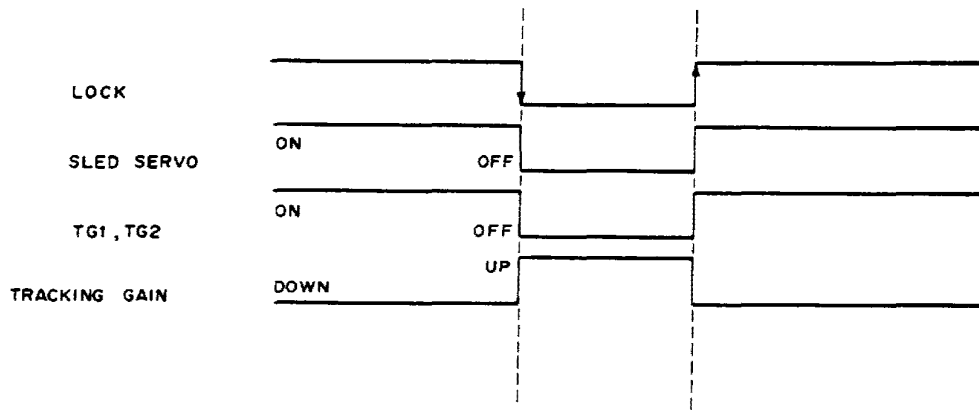 LOCK
ON
SLED SERVO OFF
ON
TG1, TG2 OFF
UP
TRACKING GAIN DOWN